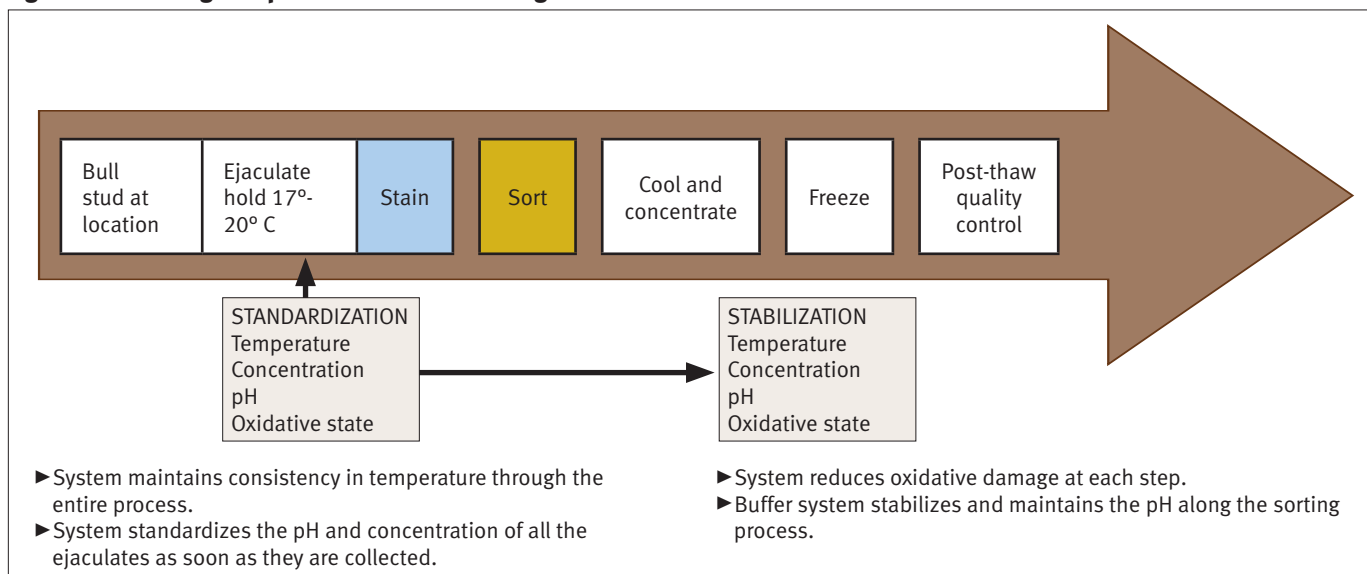 Bull
stud at
location
Ejaculate
hold 17°-
20° C
Stain
Sort
Cool and
concentrate
Freeze
Post-thaw
quality
control
STANDARDIZATION
Temperature
Concentration
pH
Oxidative state
STABILIZATION
Temperature
Concentration
pH
Oxidative state
►System maintains consistency in temperature through the
entire process.
►System standardizes the pH and concentration of all the
ejaculates as soon as they are collected.
►System reduces oxidative damage at each step.
►Buffer system stabilizes and maintains the pH along the sorting
process.